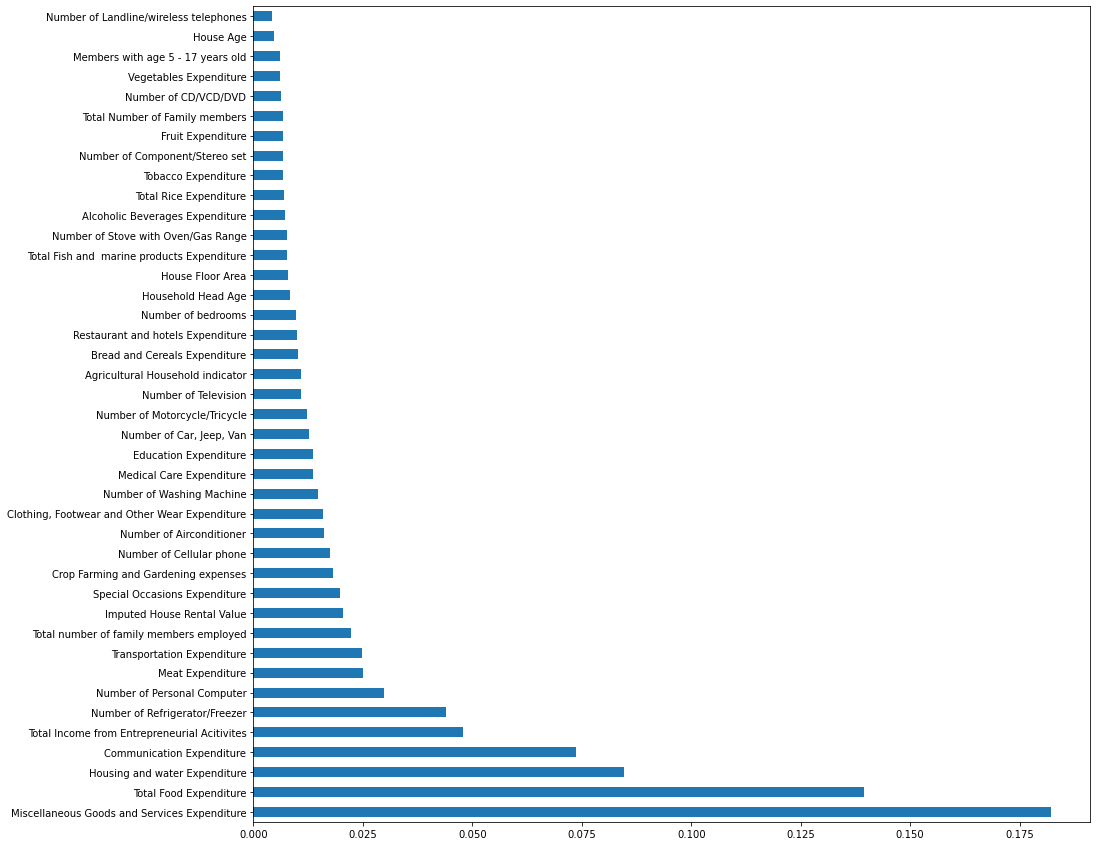 Number of Landline/wireless telephones
House Age
Members with age 5 - 17 years old
Vegetables Expenditure
Number of CD/VCD/DVD
Total Number of Family members
Fruit Expenditure
Number of Component/Stereo set
Tobacco Expenditure
Total Rice Expenditure
Alcoholic Beverages Expenditure
Number of Stove with Oven/Gas Range
Total Fish and  marine products Expenditure
House Floor Area
Household Head Age
Number of bedrooms
Restaurant and hotels Expenditure
Bread and Cereals Expenditure
Agricultural Household indicator
Number of Television
Number of Motorcycle/Tricycle
Number of Car, Jeep, Van
Education Expenditure
Medical Care Expenditure
Number of Washing Machine
Clothing, Footwear and Other Wear Expenditure
Number of Airconditioner
Number of Cellular phone
Crop Farming and Gardening expenses
Special Occasions Expenditure
Imputed House Rental Value
Total number of family members employed
Transportation Expenditure
Meat Expenditure
Number of Personal Computer
Number of Refrigerator/Freezer
Total Income from Entrepreneurial Acitivites
Communication Expenditure
Housing and water Expenditure
Total Food Expenditure
Miscellaneous Goods and Services Expenditure
0.000 0.025 0.050 0.075 0.100 0.125 0.150 0.175